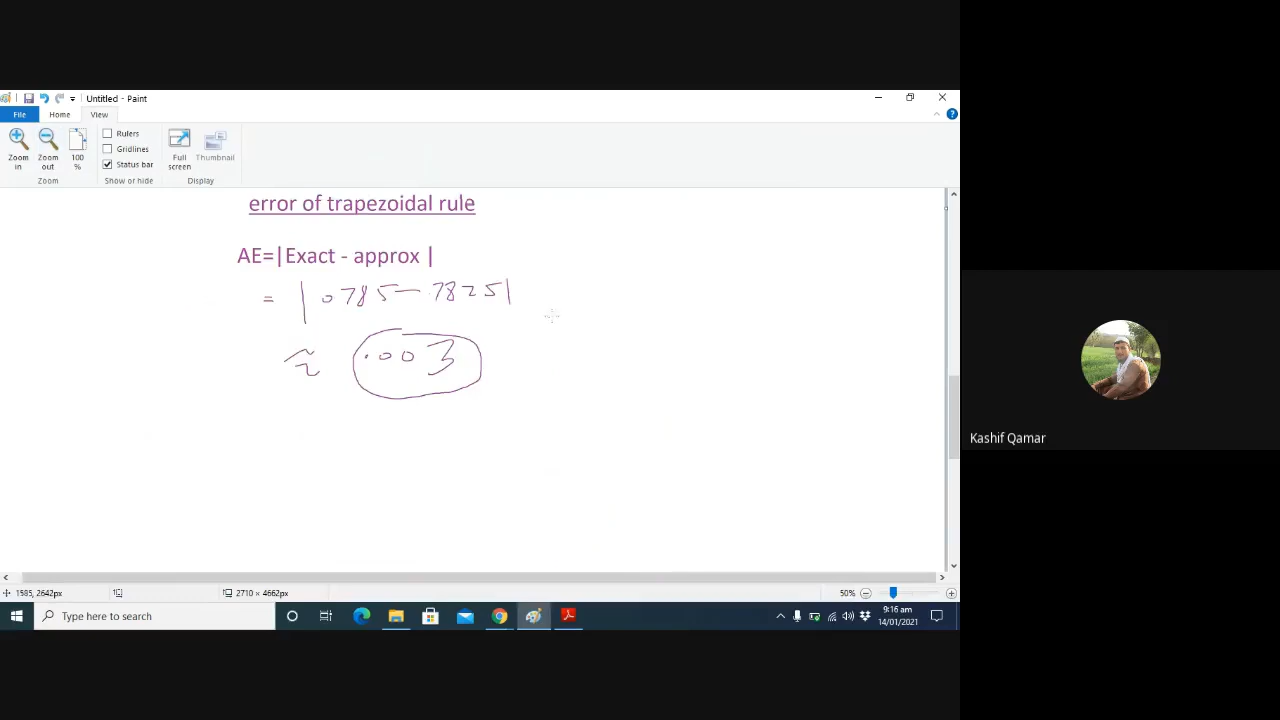 Untitled - Paint
File Home View
Zoom in
Zoom out
100 %
Rulers
Gridlines
Status bar
Full screen
Thumbnail
Zoom
Show or hide
Display
error of trapezoidal rule
AE=|Exact - approx |
= | 0785 — .7825 |
≈ .003
Kashif Qamar
1585, 2642px
2710 × 4662px
50%
Type here to search
9:16 am
14/01/2021